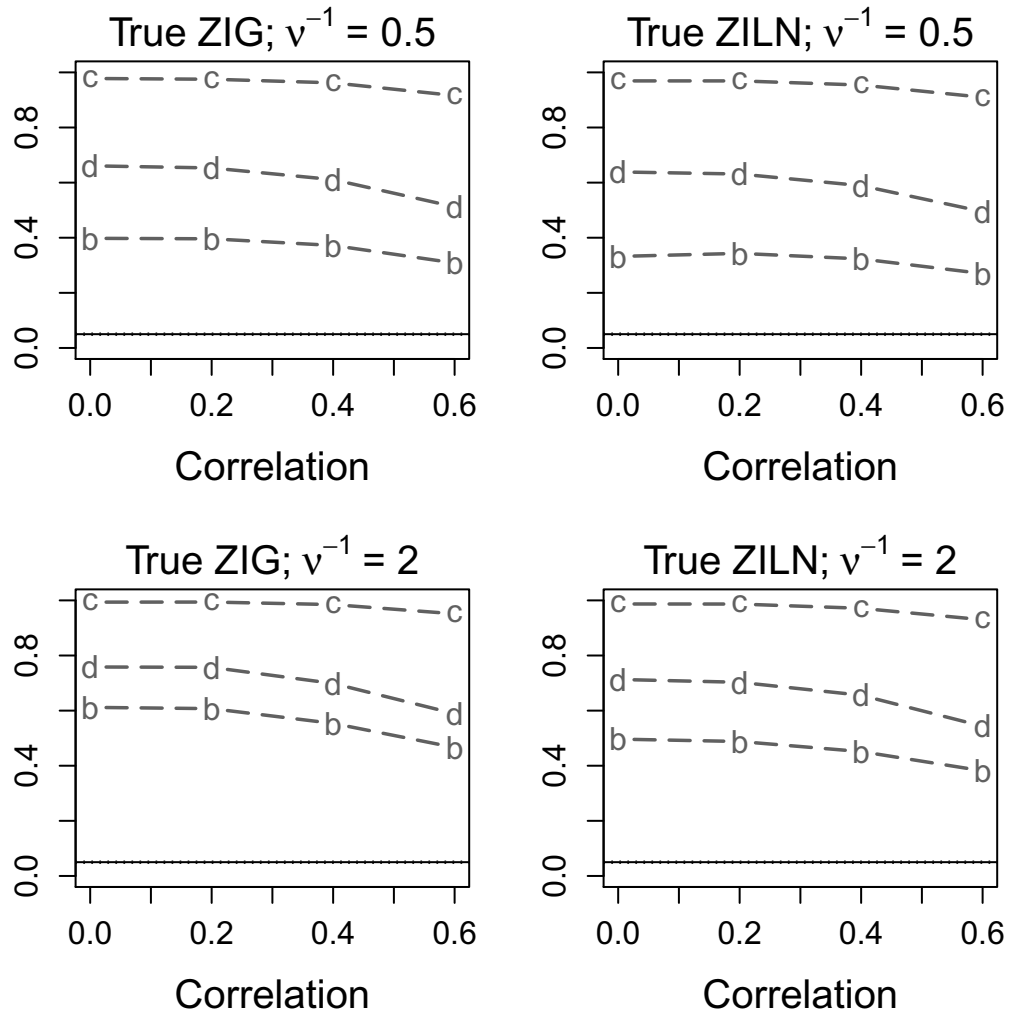 True ZIG; ν⁻¹ = 0.5
c c c c
d d d d
b b b b
0.0 0.4 0.8
0.0 0.2 0.4 0.6
Correlation
True ZILN; ν⁻¹ = 0.5
c c c c
d d d d
b b b b
0.0 0.4 0.8
0.0 0.2 0.4 0.6
Correlation
True ZIG; ν⁻¹ = 2
c c c c
d d d d
b b b b
0.0 0.4 0.8
0.0 0.2 0.4 0.6
Correlation
True ZILN; ν⁻¹ = 2
c c c c
d d d d
b b b b
0.0 0.4 0.8
0.0 0.2 0.4 0.6
Correlation